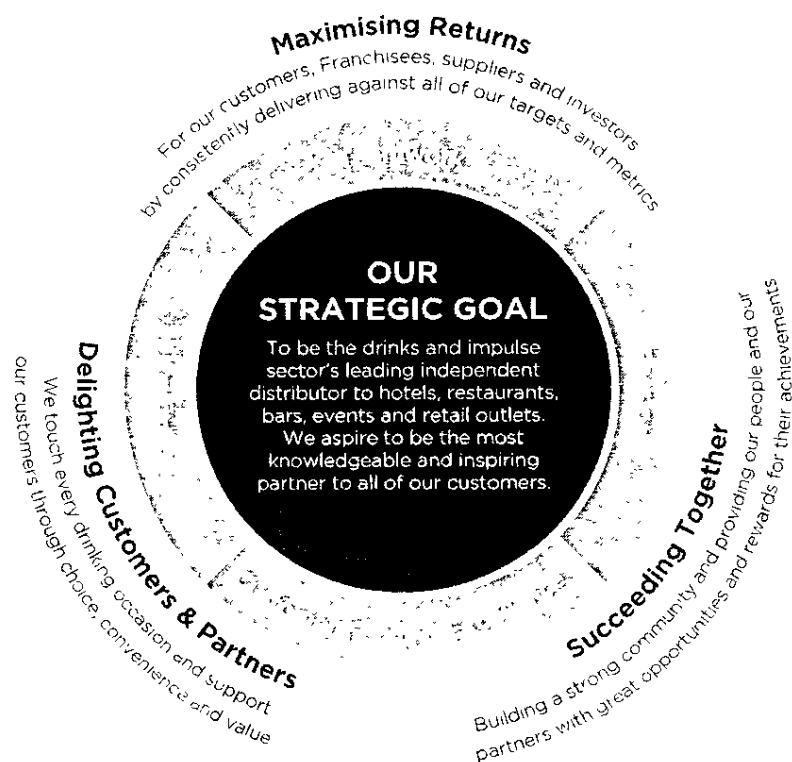 Maximising Returns
For our customers, Franchisees, suppliers and investors
by consistently delivering against all of our targets and metrics
OUR
STRATEGIC GOAL
To be the drinks and impulse
sector's leading independent
distributor to hotels, restaurants,
bars, events and retail outlets.
We aspire to be the most
knowledgeable and inspiring
partner to all of our customers.
Delighting Customers & Partners
We touch every drinking occasion and support
our customers through choice, convenience and value
Succeeding Together
Building a strong community and providing our people and our
partners with great opportunities and rewards for their achievements